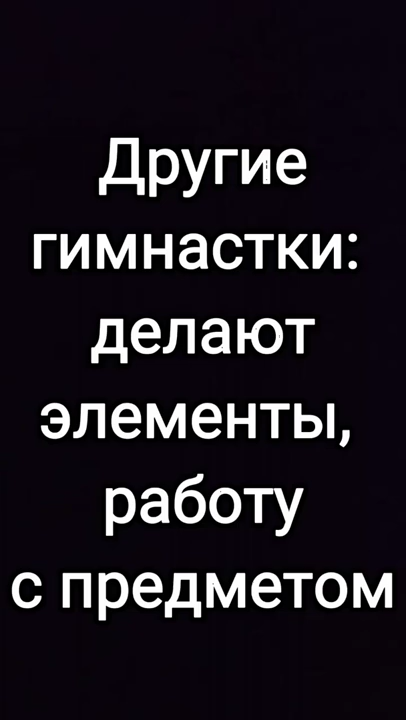 Другие
гимнастки:
делают
элементы,
работу
с предметом